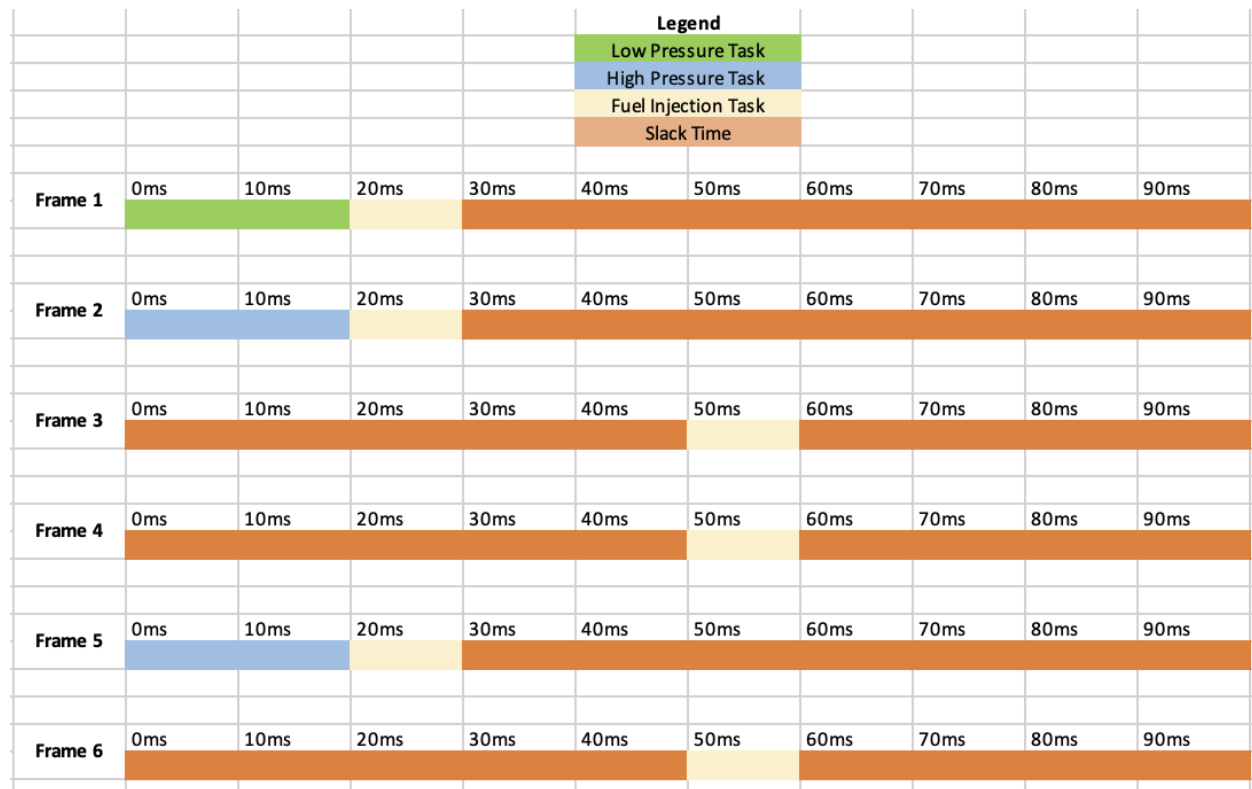 Legend
Low Pressure Task
High Pressure Task
Fuel Injection Task
Slack Time
Frame 1 0ms 10ms 20ms 30ms 40ms 50ms 60ms 70ms 80ms 90ms
Frame 2 0ms 10ms 20ms 30ms 40ms 50ms 60ms 70ms 80ms 90ms
Frame 3 0ms 10ms 20ms 30ms 40ms 50ms 60ms 70ms 80ms 90ms
Frame 4 0ms 10ms 20ms 30ms 40ms 50ms 60ms 70ms 80ms 90ms
Frame 5 0ms 10ms 20ms 30ms 40ms 50ms 60ms 70ms 80ms 90ms
Frame 6 0ms 10ms 20ms 30ms 40ms 50ms 60ms 70ms 80ms 90ms